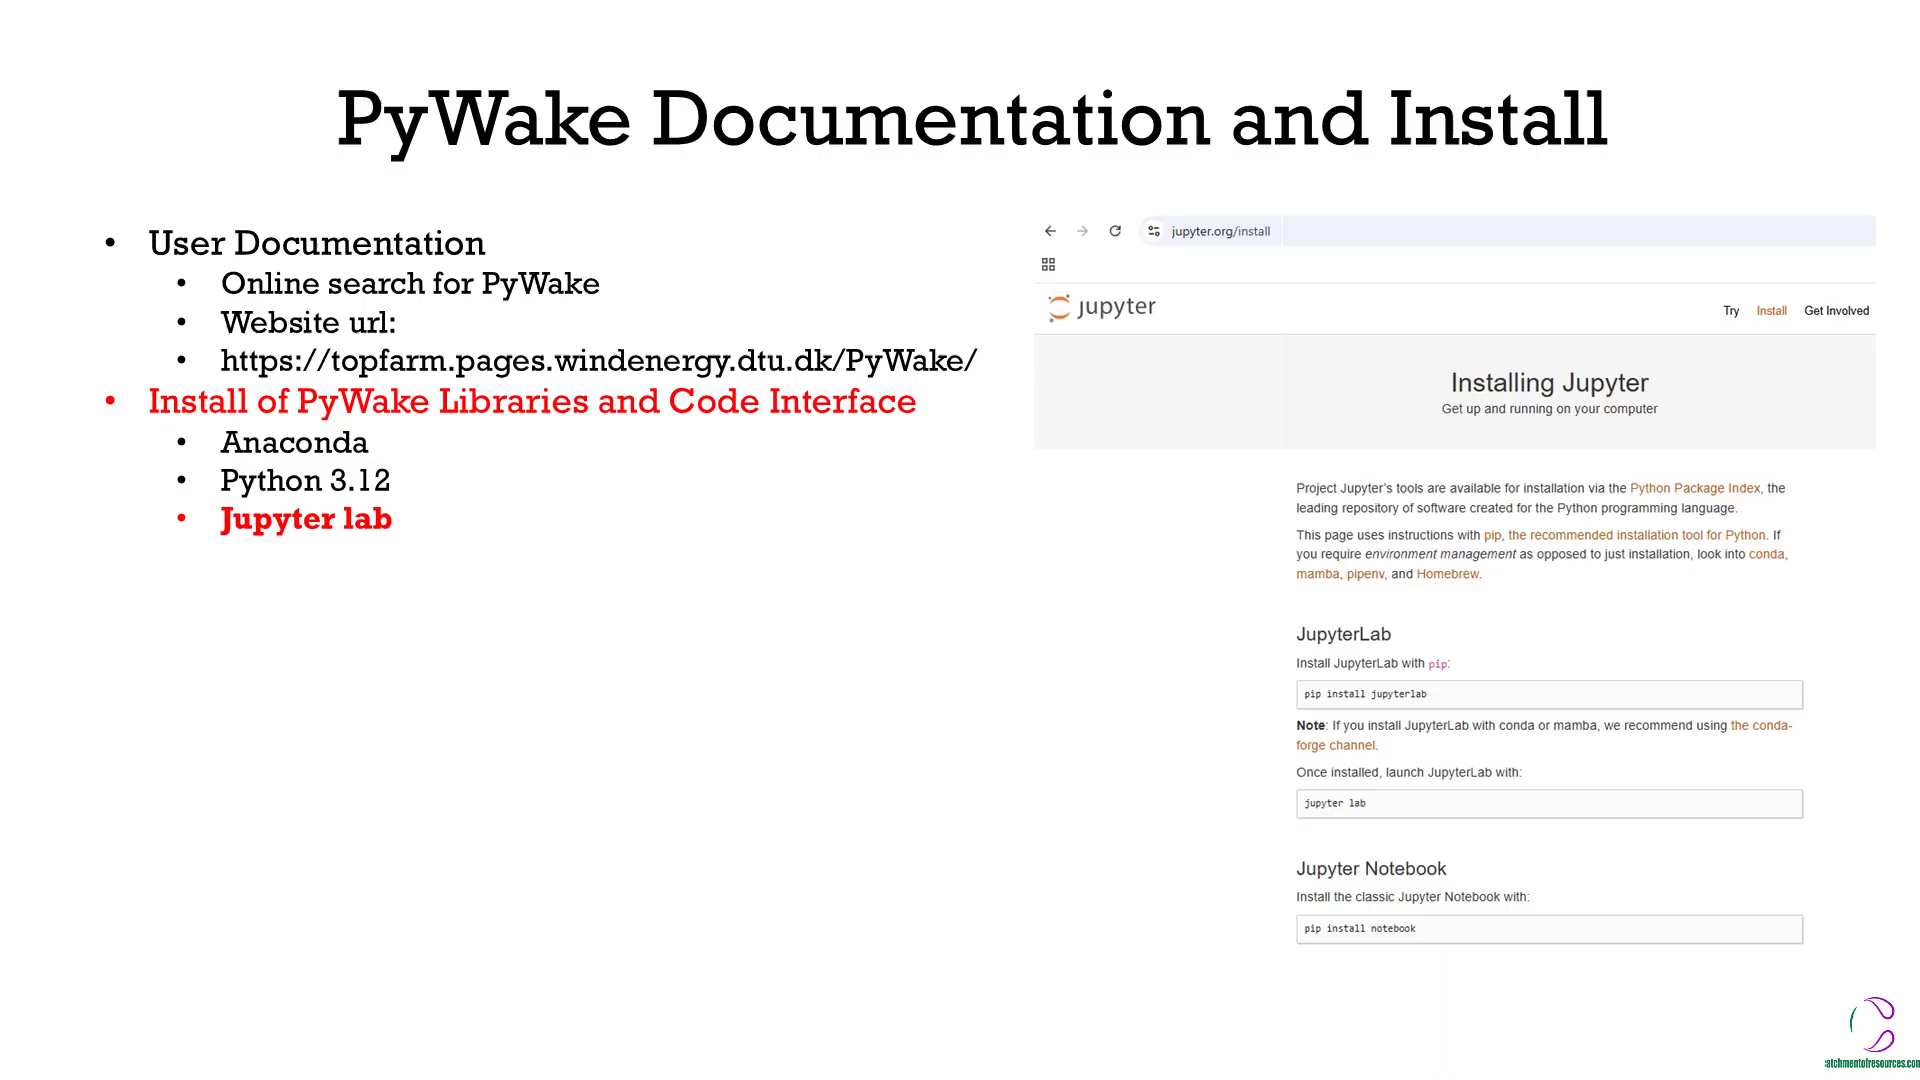 PyWake Documentation and Install
• User Documentation
• Online search for PyWake
• Website url:
• https://topfarm.pages.windenergy.dtu.dk/PyWake/
• Install of PyWake Libraries and Code Interface
• Anaconda
• Python 3.12
• Jupyter lab
jupyter.org/install
jupyter
Try Install Get Involved
Installing Jupyter
Get up and running on your computer
Project Jupyter's tools are available for installation via the Python Package Index, the
leading repository of software created for the Python programming language.
This page uses instructions with pip, the recommended installation tool for Python. If
you require environment management as opposed to just installation, look into conda,
mamba, pipenv, and Homebrew.
JupyterLab
Install JupyterLab with pip:
pip install jupyterlab
Note: If you install JupyterLab with conda or mamba, we recommend using the conda-
forge channel.
Once installed, launch JupyterLab with:
jupyter lab
Jupyter Notebook
Install the classic Jupyter Notebook with:
pip install notebook
atchmentofresources.com